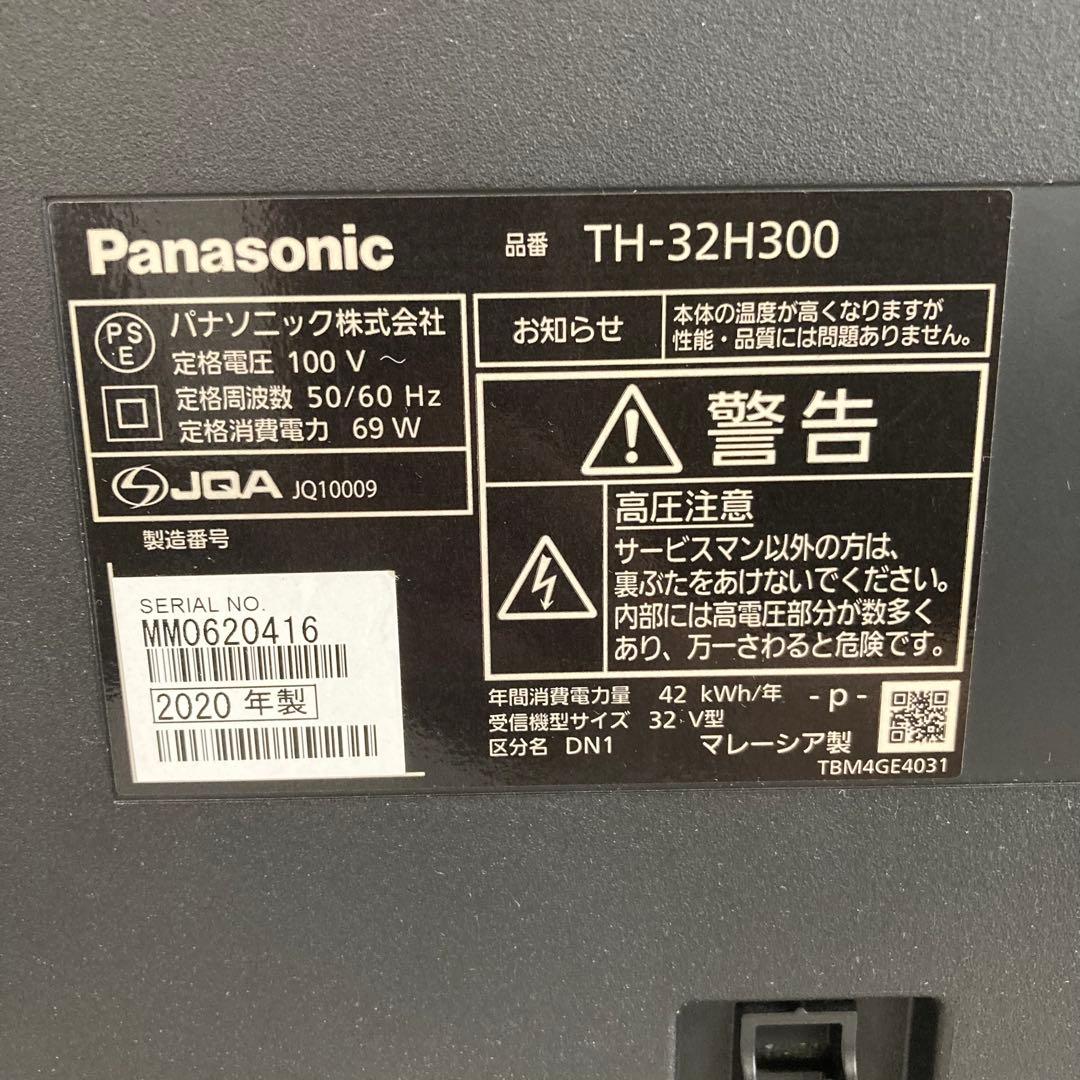 Panasonic
品番 TH-32H300
PS
E
パナソニック株式会社
定格電圧 100 V ～
定格周波数 50/60 Hz
定格消費電力 69 W
JQA JQ10009
製造番号
SERIAL NO.
MM0620416
2020 年製
お知らせ
本体の温度が高くなりますが
性能・品質には問題ありません。
警告
高圧注意
サービスマン以外の方は、
裏ぶたをあけないでください。
内部には高電圧部分が数多く
あり、万一さわると危険です。
年間消費電力量 42 kWh/年 - p -
受信機型サイズ 32 V型
区分名 DN1 マレーシア製
TBM4GE4031